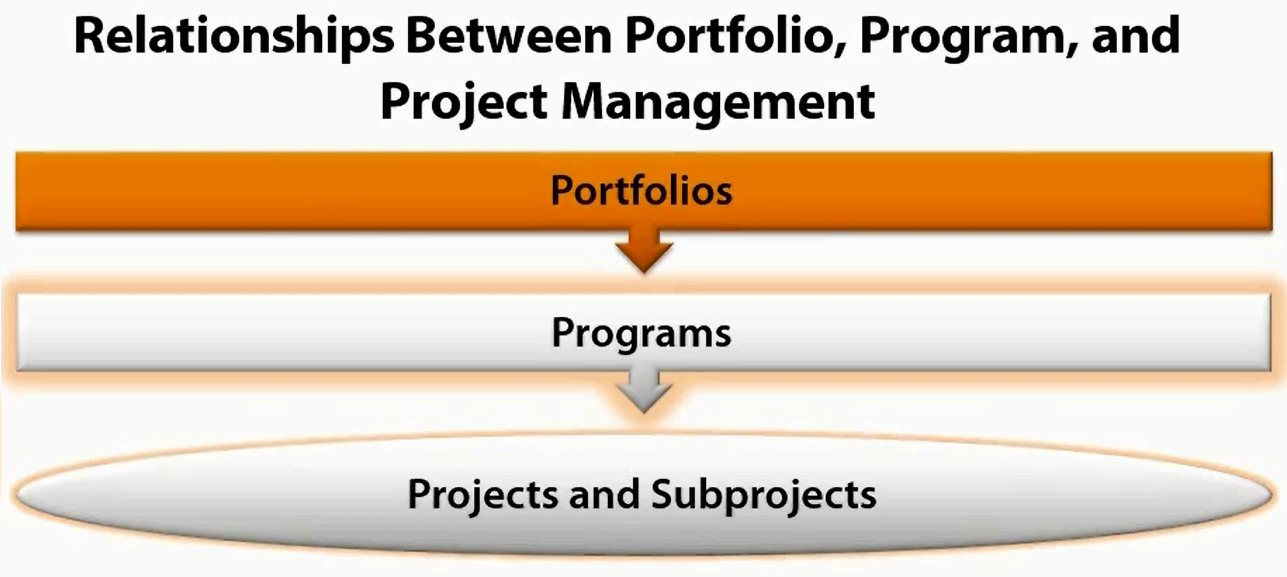 Relationships Between Portfolio, Program, and
Project Management
Portfolios
Programs
Projects and Subprojects